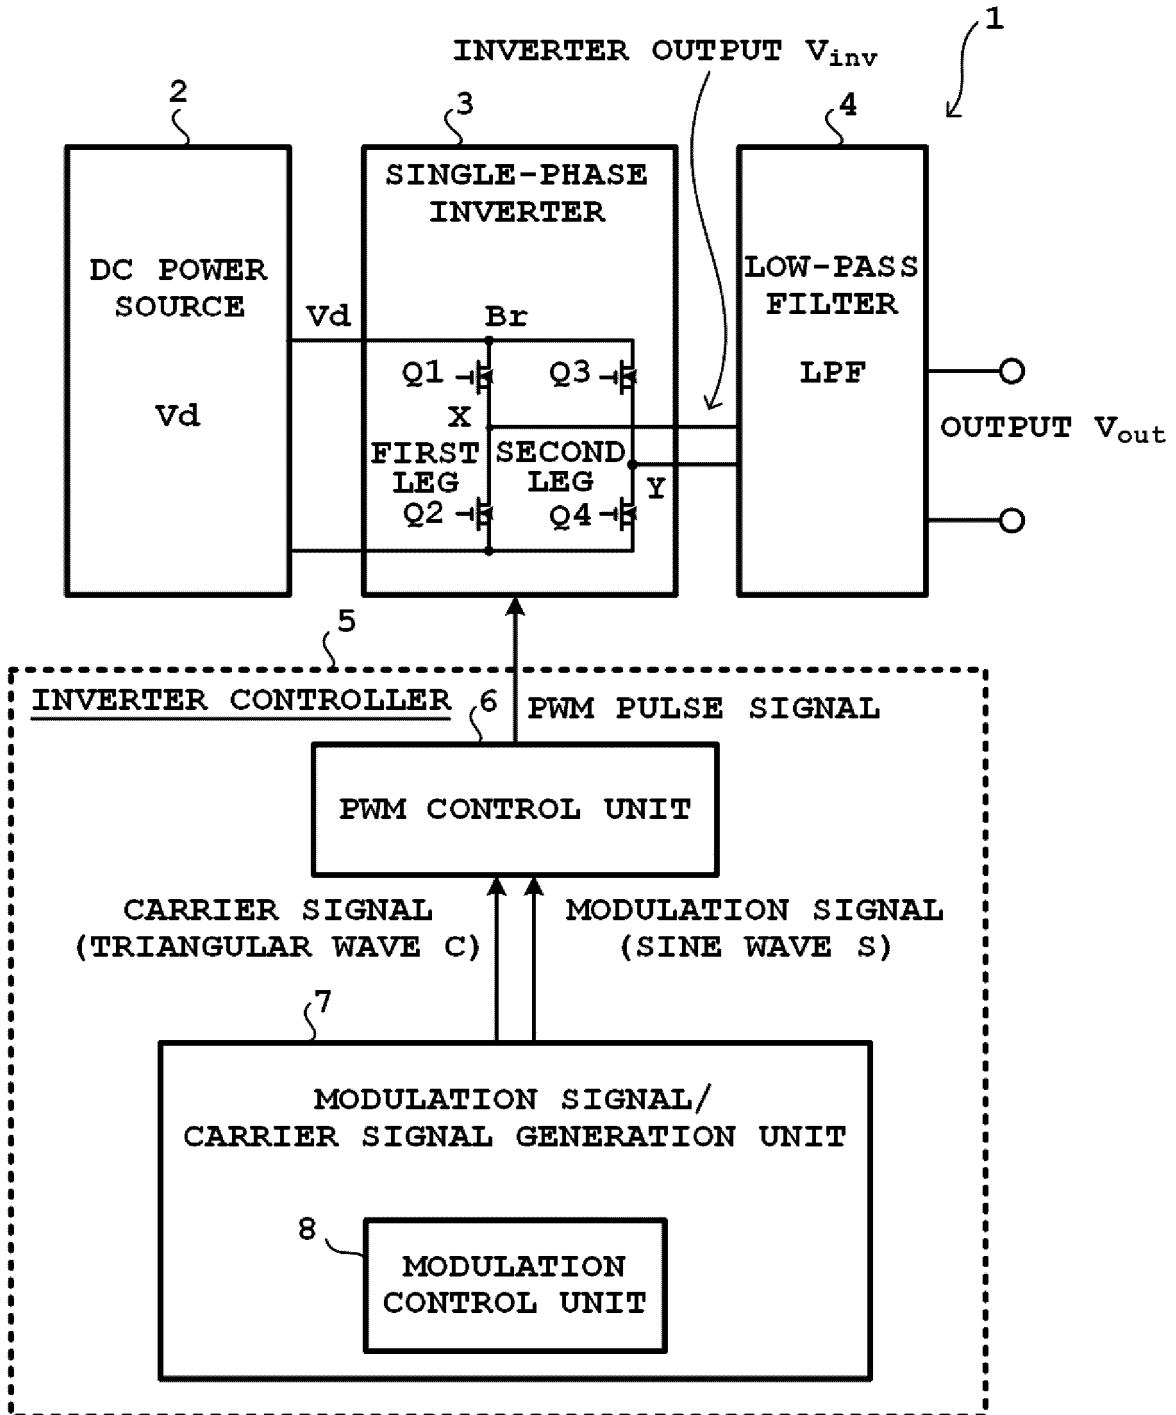 1
INVERTER OUTPUT Vinv
2
3
4
SINGLE-PHASE
INVERTER
DC POWER
SOURCE
LOW-PASS
FILTER
Vd
Br
Q1
Q3
LPF
Vd
X
OUTPUT Vout
FIRST
LEG
SECOND
LEG
Y
Q2
Q4
5
INVERTER CONTROLLER
6
PWM PULSE SIGNAL
PWM CONTROL UNIT
CARRIER SIGNAL
(TRIANGULAR WAVE C)
MODULATION SIGNAL
(SINE WAVE S)
7
MODULATION SIGNAL/
CARRIER SIGNAL GENERATION UNIT
8
MODULATION
CONTROL UNIT